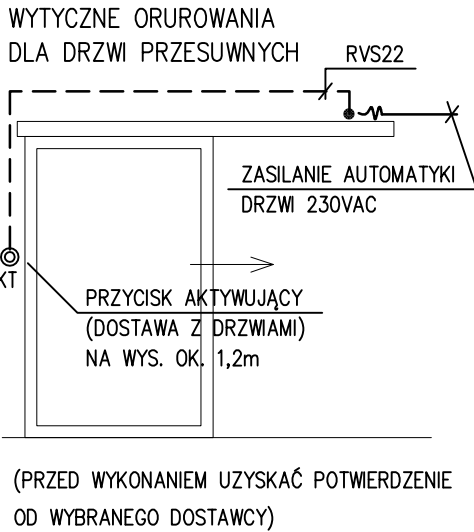 WYTYCZNE ORUROWANIA
DLA DRZWI PRZESUWNYCH
RVS22
ZASILANIE AUTOMATYKI
DRZWI 230VAC
KT
PRZYCISK AKTYWUJĄCY
(DOSTAWA Z DRZWIAMI)
NA WYS. OK. 1,2m
(PRZED WYKONANIEM UZYSKAĆ POTWIERDZENIE
OD WYBRANEGO DOSTAWCY)